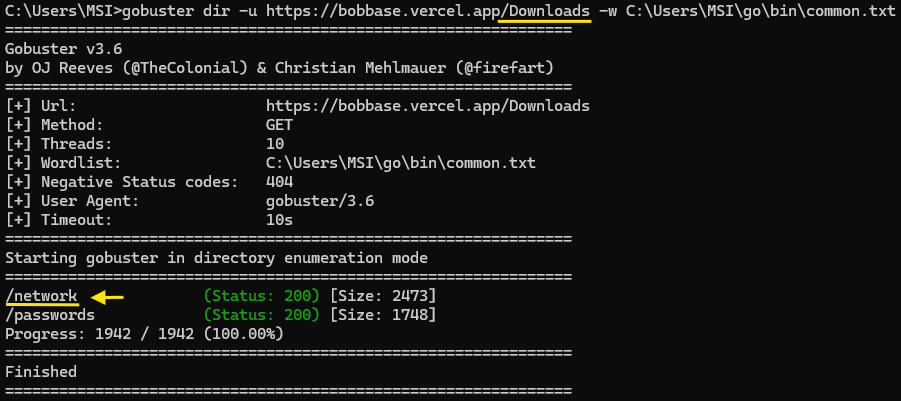 C:\Users\MSI>gobuster dir -u https://bobbase.vercel.app/Downloads -w C:\Users\MSI\go\bin\common.txt
===============================================================
Gobuster v3.6
by OJ Reeves (@TheColonial) & Christian Mehlmauer (@firefart)
===============================================================
[+] Url:                     https://bobbase.vercel.app/Downloads
[+] Method:                  GET
[+] Threads:                 10
[+] Wordlist:                C:\Users\MSI\go\bin\common.txt
[+] Negative Status codes:   404
[+] User Agent:              gobuster/3.6
[+] Timeout:                 10s
===============================================================
Starting gobuster in directory enumeration mode
===============================================================
/network              (Status: 200) [Size: 2473]
/passwords            (Status: 200) [Size: 1748]
Progress: 1942 / 1942 (100.00%)
===============================================================
Finished
===============================================================